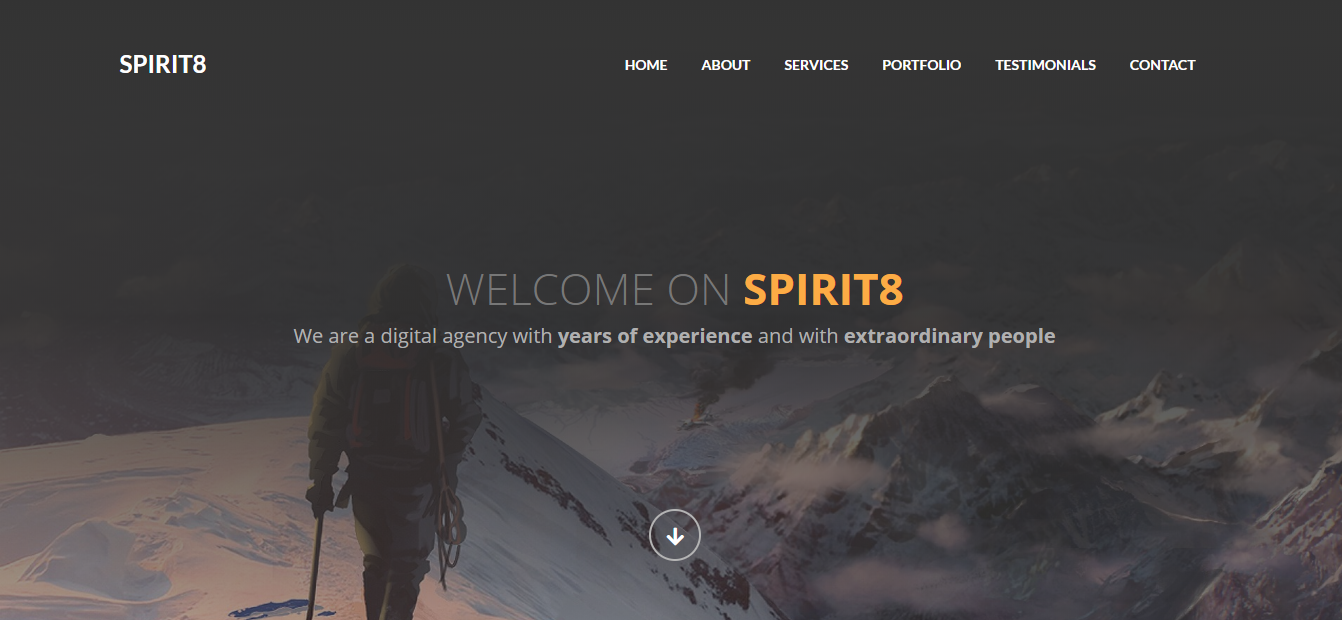 SPIRIT8
HOME ABOUT SERVICES PORTFOLIO TESTIMONIALS CONTACT
WELCOME ON SPIRIT8
We are a digital agency with years of experience and with extraordinary people